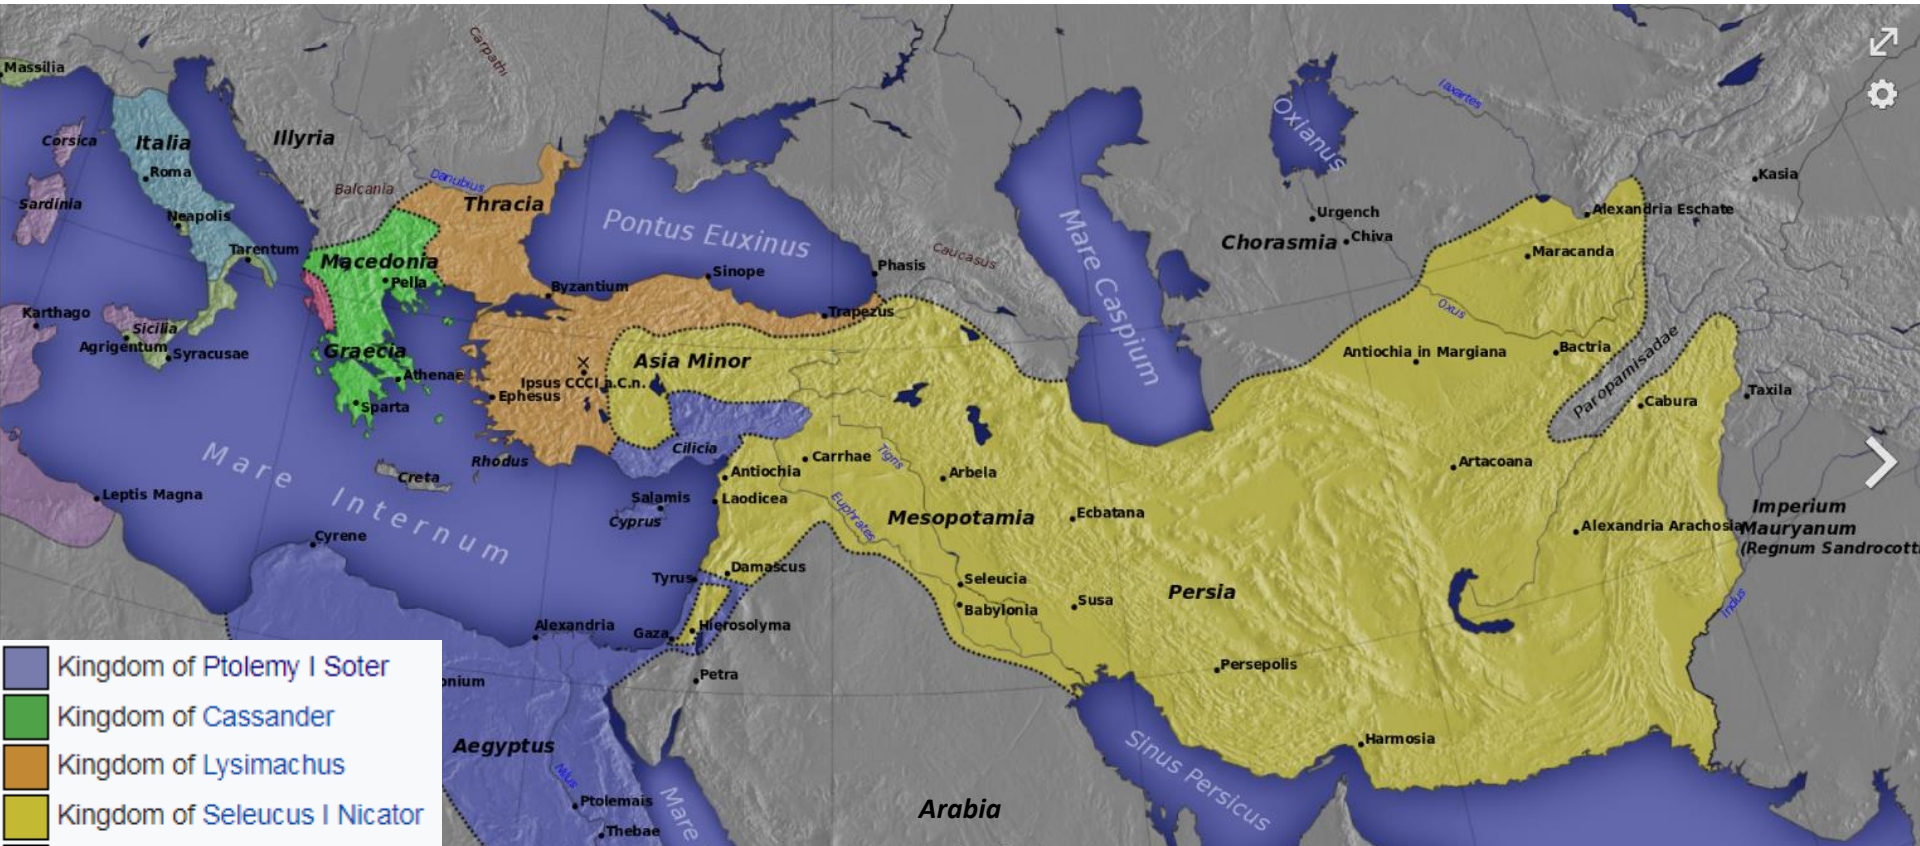 Massilia
Carpathi
Iaxartes
Corsica
Italia
Illyria
Oxianus
Roma
Kasia
Balcania
Danubius
Sardinia
Thracia
Alexandria Eschate
Neapolis
Urgench
Pontus Euxinus
Chorasmia
Chiva
Tarentum
Maracanda
Macedonia
Caucasus
Phasis
Sinope
Pella
Byzantium
Mare Caspium
Karthago
Trapezus
Oxus
Sicilia
Agrigentum
Syracusae
Graecia
Asia Minor
Antiochia in Margiana
Bactria
Paropamisadae
Athenae
Ipsus CCCI a.C.n.
Ephesus
Taxila
Sparta
Cabura
Cilicia
Tigris
Carrhae
Rhodus
Creta
Antiochia
Arbela
Artacoana
Mare Internum
Leptis Magna
Salamis
Laodicea
Cyprus
Euphrates
Mesopotamia
Ecbatana
Imperium
Mauryanum
(Regnum Sandrocotti
Alexandria Arachosia
Cyrene
Damascus
Tyrus
Seleucia
Persia
Babylonia
Susa
Indus
Alexandria
Gaza
Hierosolyma
Persepolis
Petra
onium
Kingdom of Ptolemy I Soter
Kingdom of Cassander
Kingdom of Lysimachus
Kingdom of Seleucus I Nicator
Aegyptus
Harmosia
Sinus Persicus
Nilus
Ptolemais
Mare
Arabia
Thebae